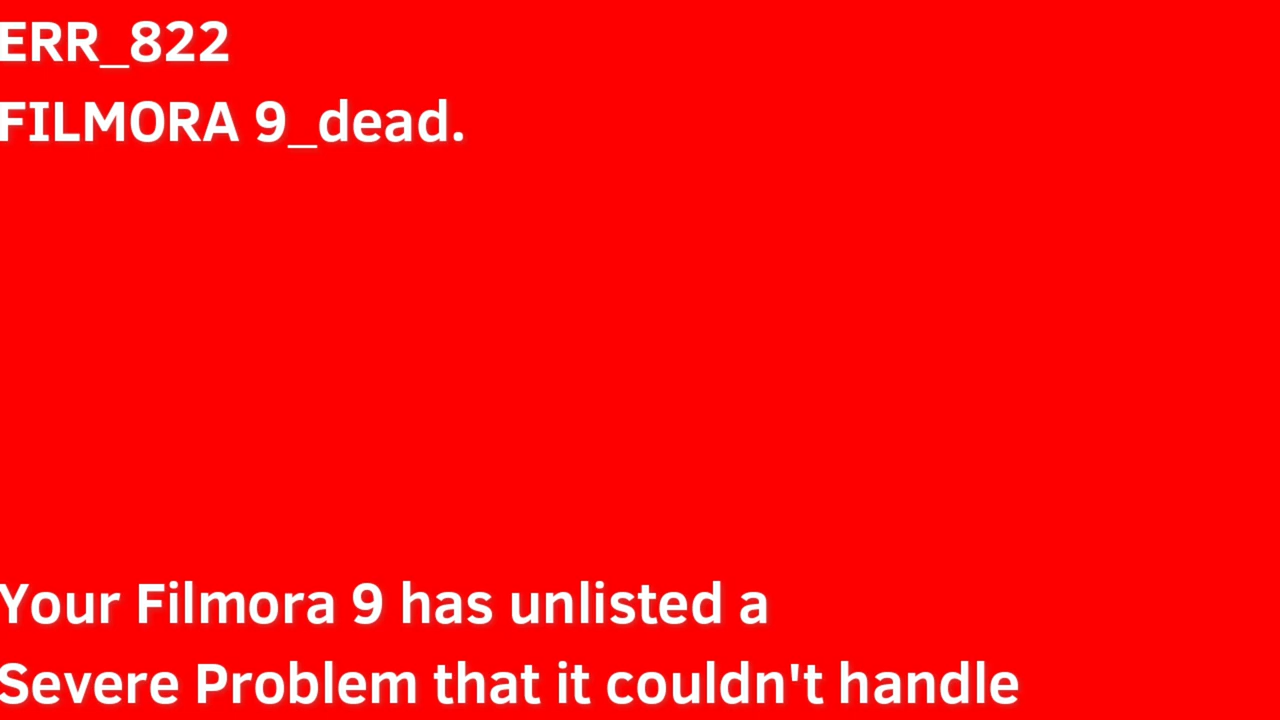 ERR_822
FILMORA 9_dead.
Your Filmora 9 has unlisted a
Severe Problem that it couldn't handle